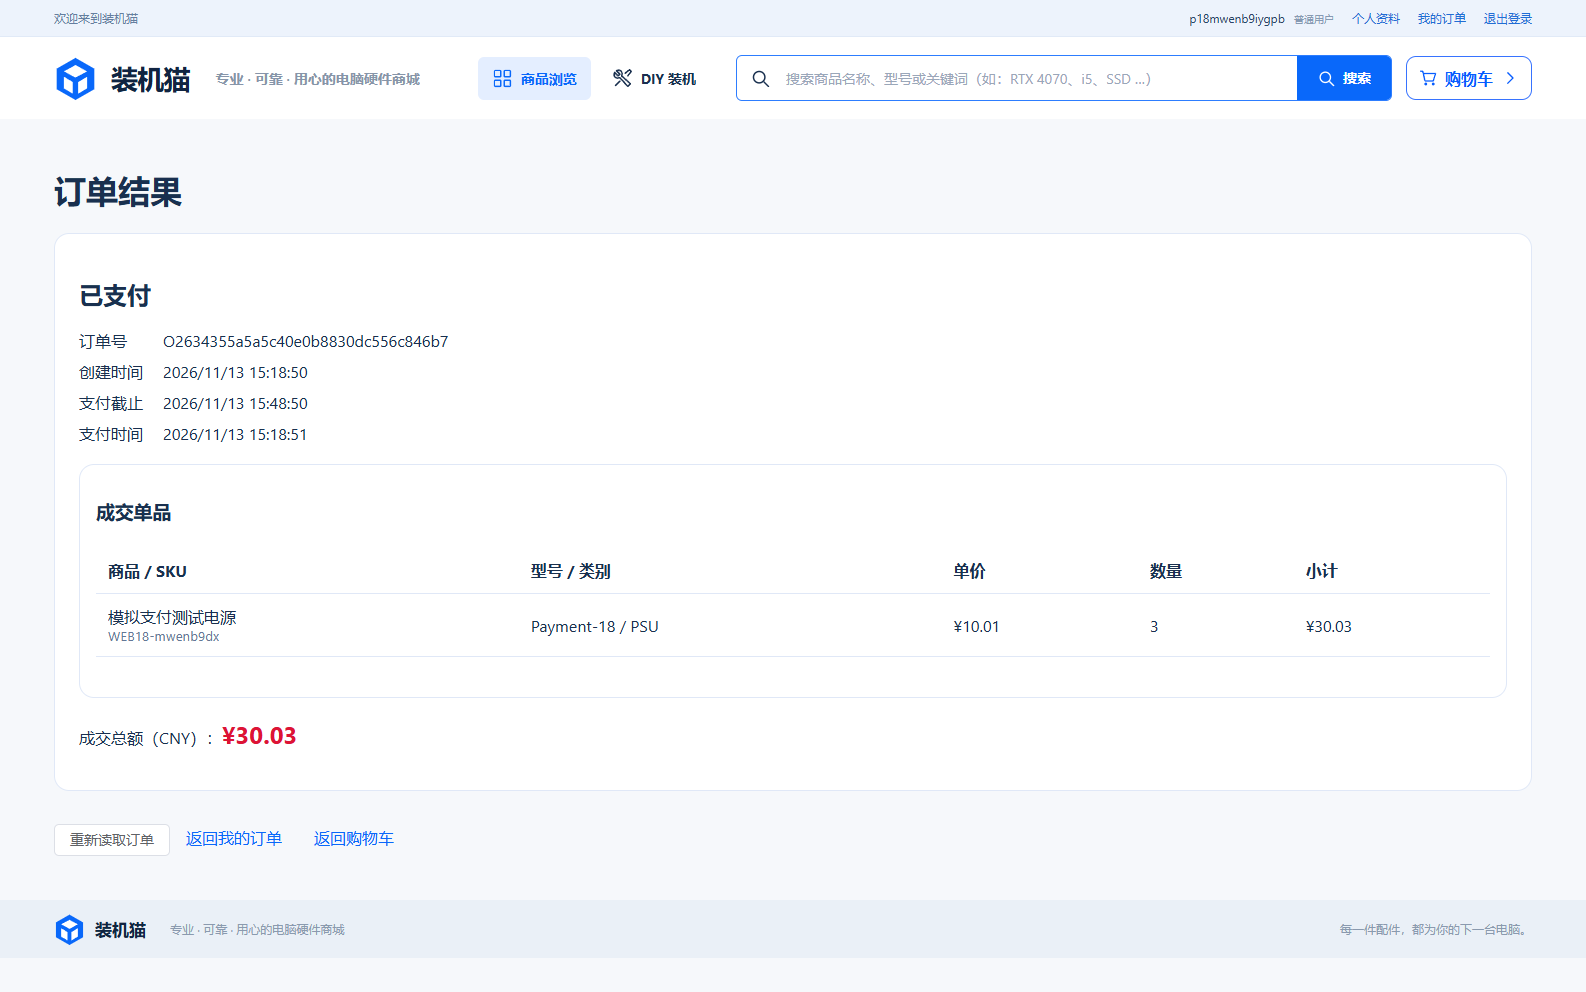 欢迎来到装机猫
p18mwenb9iygpb 普通用户 个人资料 我的订单 退出登录
装机猫 专业 · 可靠 · 用心的电脑硬件商城 商品浏览 DIY 装机 搜索商品名称、型号或关键词（如：RTX 4070、i5、SSD ...） 搜索 购物车
订单结果
已支付
订单号 O2634355a5a5c40e0b8830dc556c846b7
创建时间 2026/11/13 15:18:50
支付截止 2026/11/13 15:48:50
支付时间 2026/11/13 15:18:51
成交单品
商品 / SKU 型号 / 类别 单价 数量 小计
模拟支付测试电源
WEB18-mwenb9dx
Payment-18 / PSU ¥10.01 3 ¥30.03
成交总额（CNY）：¥30.03
重新读取订单 返回我的订单 返回购物车
装机猫 专业 · 可靠 · 用心的电脑硬件商城 每一件配件，都为你的下一台电脑。